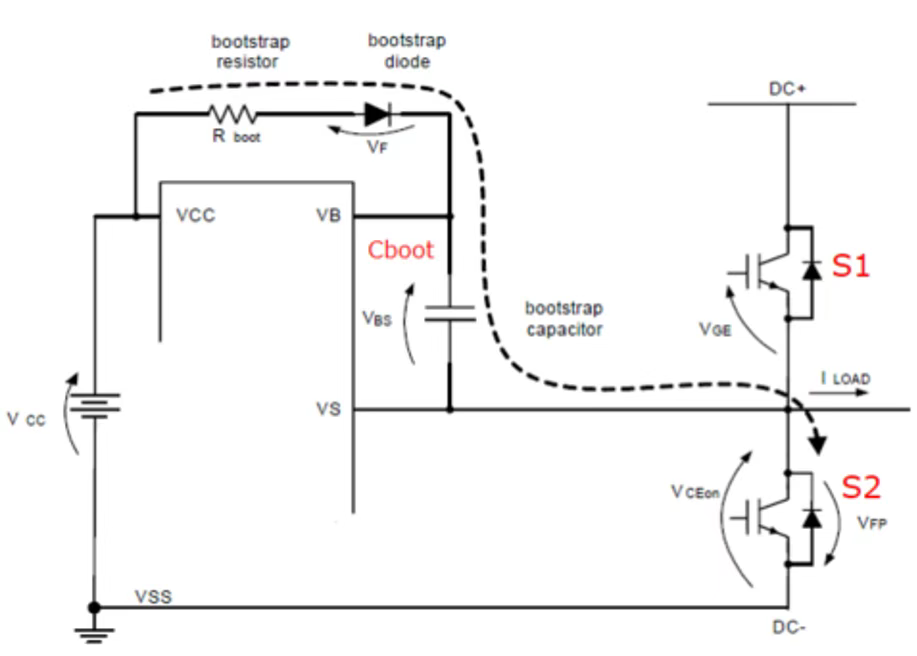 bootstrap
resistor
bootstrap
diode
DC+
R boot
VF
VCC
VB
Cboot
S1
VBS
bootstrap
capacitor
VGE
I LOAD
V CC
VS
VCEon
S2
VFP
VSS
DC-